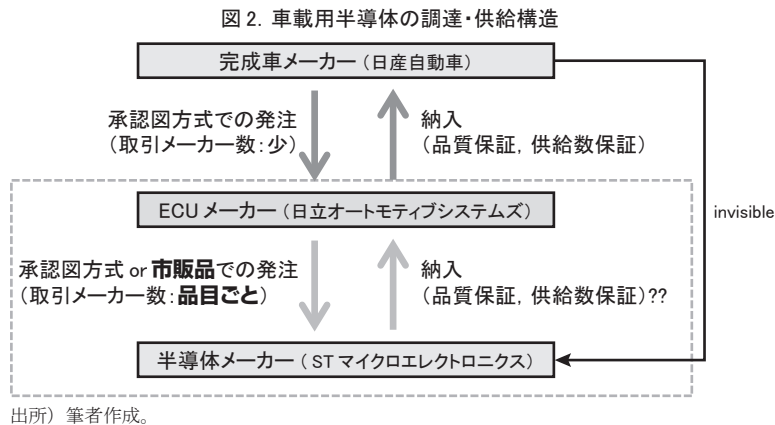 図 2. 車載用半導体の調達・供給構造
完成車メーカー（日産自動車）
承認図方式での発注
（取引メーカー数：少）
納入
（品質保証, 供給数保証）
ECU メーカー（日立オートモティブシステムズ）
invisible
承認図方式 or 市販品での発注
（取引メーカー数：品目ごと）
納入
（品質保証, 供給数保証）??
半導体メーカー（ ST マイクロエレクトロニクス）
出所）筆者作成。